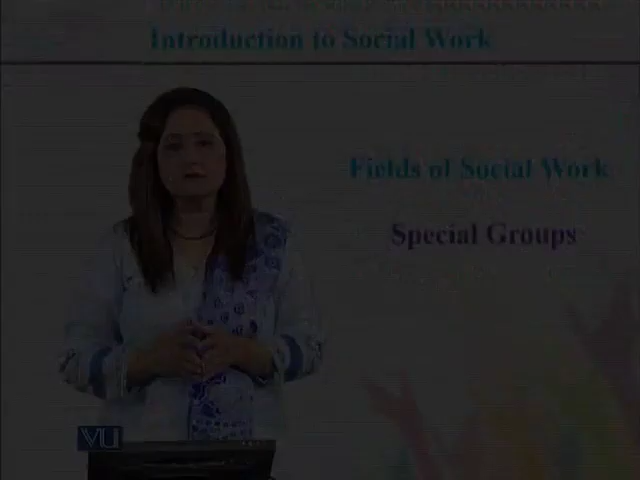 Introduction to Social Work
Fields of Social Work
Special Groups
VU